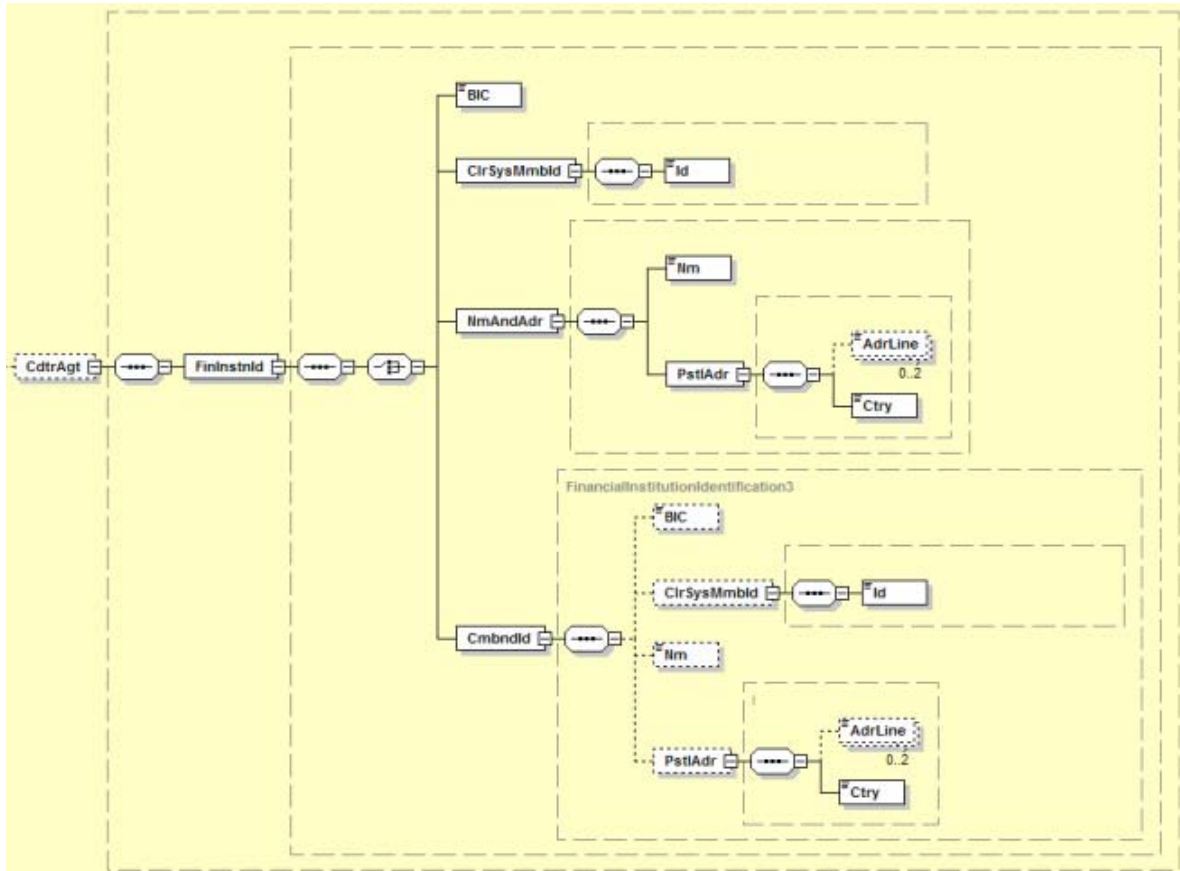 BIC
ClrSysMmbId
Id
Nm
NmAndAdr
AdrLine
0..2
CdtrAgt
FinInstnId
PstlAdr
Ctry
FinancialInstitutionIdentification3
BIC
ClrSysMmbId
Id
CmbndId
Nm
AdrLine
0..2
PstlAdr
Ctry